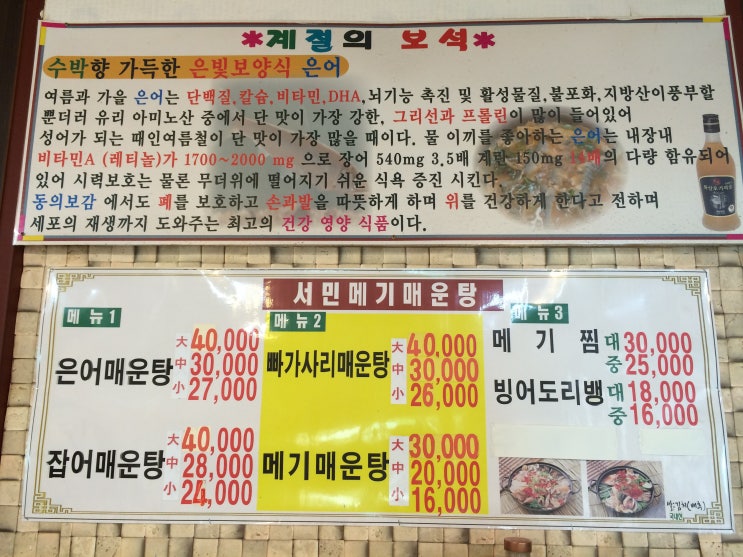 *계절의 보석*
수박향 가득한 은빛보양식 은어
여름과 가을 은어는 단백질,칼슘,비타민,DHA,뇌기능 촉진 및 활성물질,불포화,지방산이풍부할
뿐더러 유리 아미노산 중에서 단 맛이 가장 강한, 그리선과 프롤린이 많이 들어있어
성어가 되는 때인여름철이 단 맛이 가장 많을 때이다. 물 이끼를 좋아하는 은어는 내장내
비타민A (레티놀)가 1700~2000 mg 으로 장어 540mg 3.5배 계란 150mg 14배의 다량 함유되어
있어 시력보호는 물론 무더위에 떨어지기 쉬운 식욕 증진 시킨다.
동의보감 에서도 폐를 보호하고 손과발을 따뜻하게 하며 위를 건강하게 한다고 전하며
세포의 재생까지 도와주는 최고의 건강 영양 식품이다.
서민메기매운탕
메뉴1
은어매운탕
大 40,000
中 30,000
小 27,000
잡어매운탕
大 40,000
中 28,000
小 24,000
메뉴2
빠가사리매운탕
大 40,000
中 30,000
小 26,000
메기매운탕
大 30,000
中 20,000
小 16,000
메뉴3
메기찜
대 30,000
중 25,000
빙어도리뱅
대 18,000
중 16,000
국내산